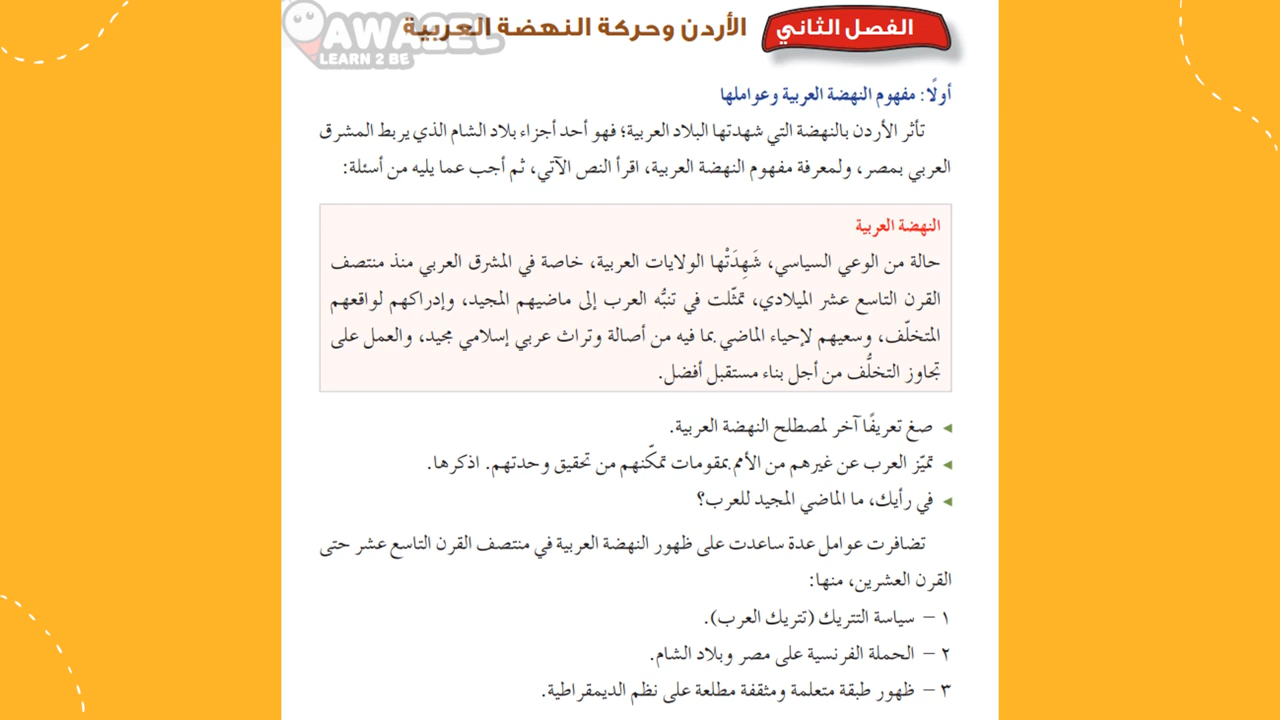 الفصل الثاني
الأردن وحركة النهضة العربية
AWAZEL
LEARN 2 BE
أولًا: مفهوم النهضة العربية وعواملها
تأثر الأردن بالنهضة التي شهدتها البلاد العربية؛ فهو أحد أجزاء بلاد الشام الذي يربط المشرق
العربي بمصر، ولمعرفة مفهوم النهضة العربية، اقرأ النص الآتي، ثم أجب عما يليه من أسئلة:
النهضة العربية
حالة من الوعي السياسي، شَهِدَتْها الولايات العربية، خاصة في المشرق العربي منذ منتصف
القرن التاسع عشر الميلادي، تمثّلت في تنبُّه العرب إلى ماضيهم المجيد، وإدراكهم لواقعهم
المتخلّف، وسعيهم لإحياء الماضي بما فيه من أصالة وتراث عربي إسلامي مجيد، والعمل على
تجاوز التخلُّف من أجل بناء مستقبل أفضل.
◄ صغ تعريفًا آخر لمصطلح النهضة العربية.
◄ تميّز العرب عن غيرهم من الأمم بمقومات تمكّنهم من تحقيق وحدتهم. اذكرها.
◄ في رأيك، ما الماضي المجيد للعرب؟
تضافرت عوامل عدة ساعدت على ظهور النهضة العربية في منتصف القرن التاسع عشر حتى
القرن العشرين، منها:
١ – سياسة التتريك (تتريك العرب).
٢ – الحملة الفرنسية على مصر وبلاد الشام.
٣ – ظهور طبقة متعلمة ومثقفة مطلعة على نظم الديمقراطية.